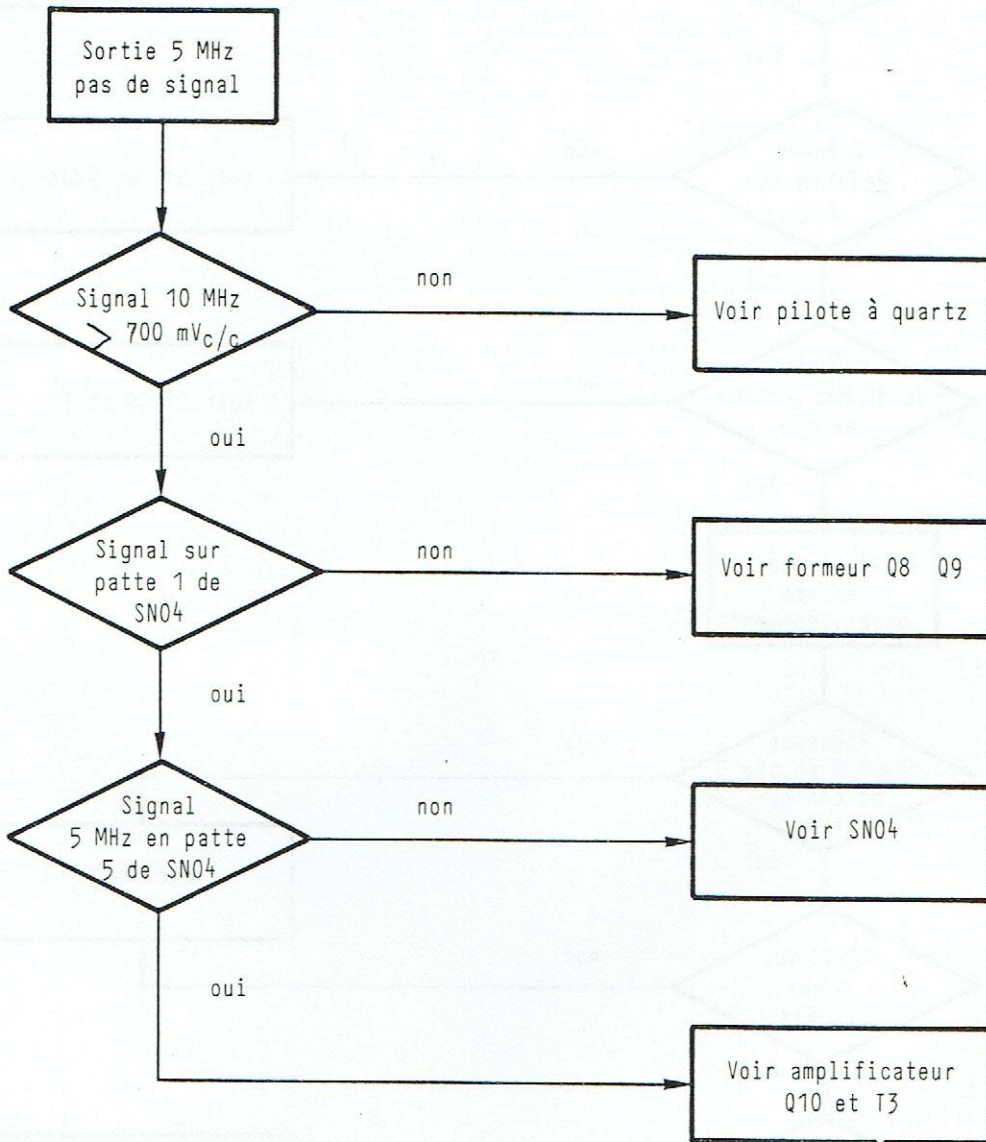 Sortie 5 MHz
pas de signal
Signal 10 MHz
> 700 mVc/c
non
Voir pilote à quartz
oui
Signal sur
patte 1 de
SN04
non
Voir formeur Q8 Q9
oui
Signal
5 MHz en patte
5 de SN04
non
Voir SN04
oui
Voir amplificateur
Q10 et T3